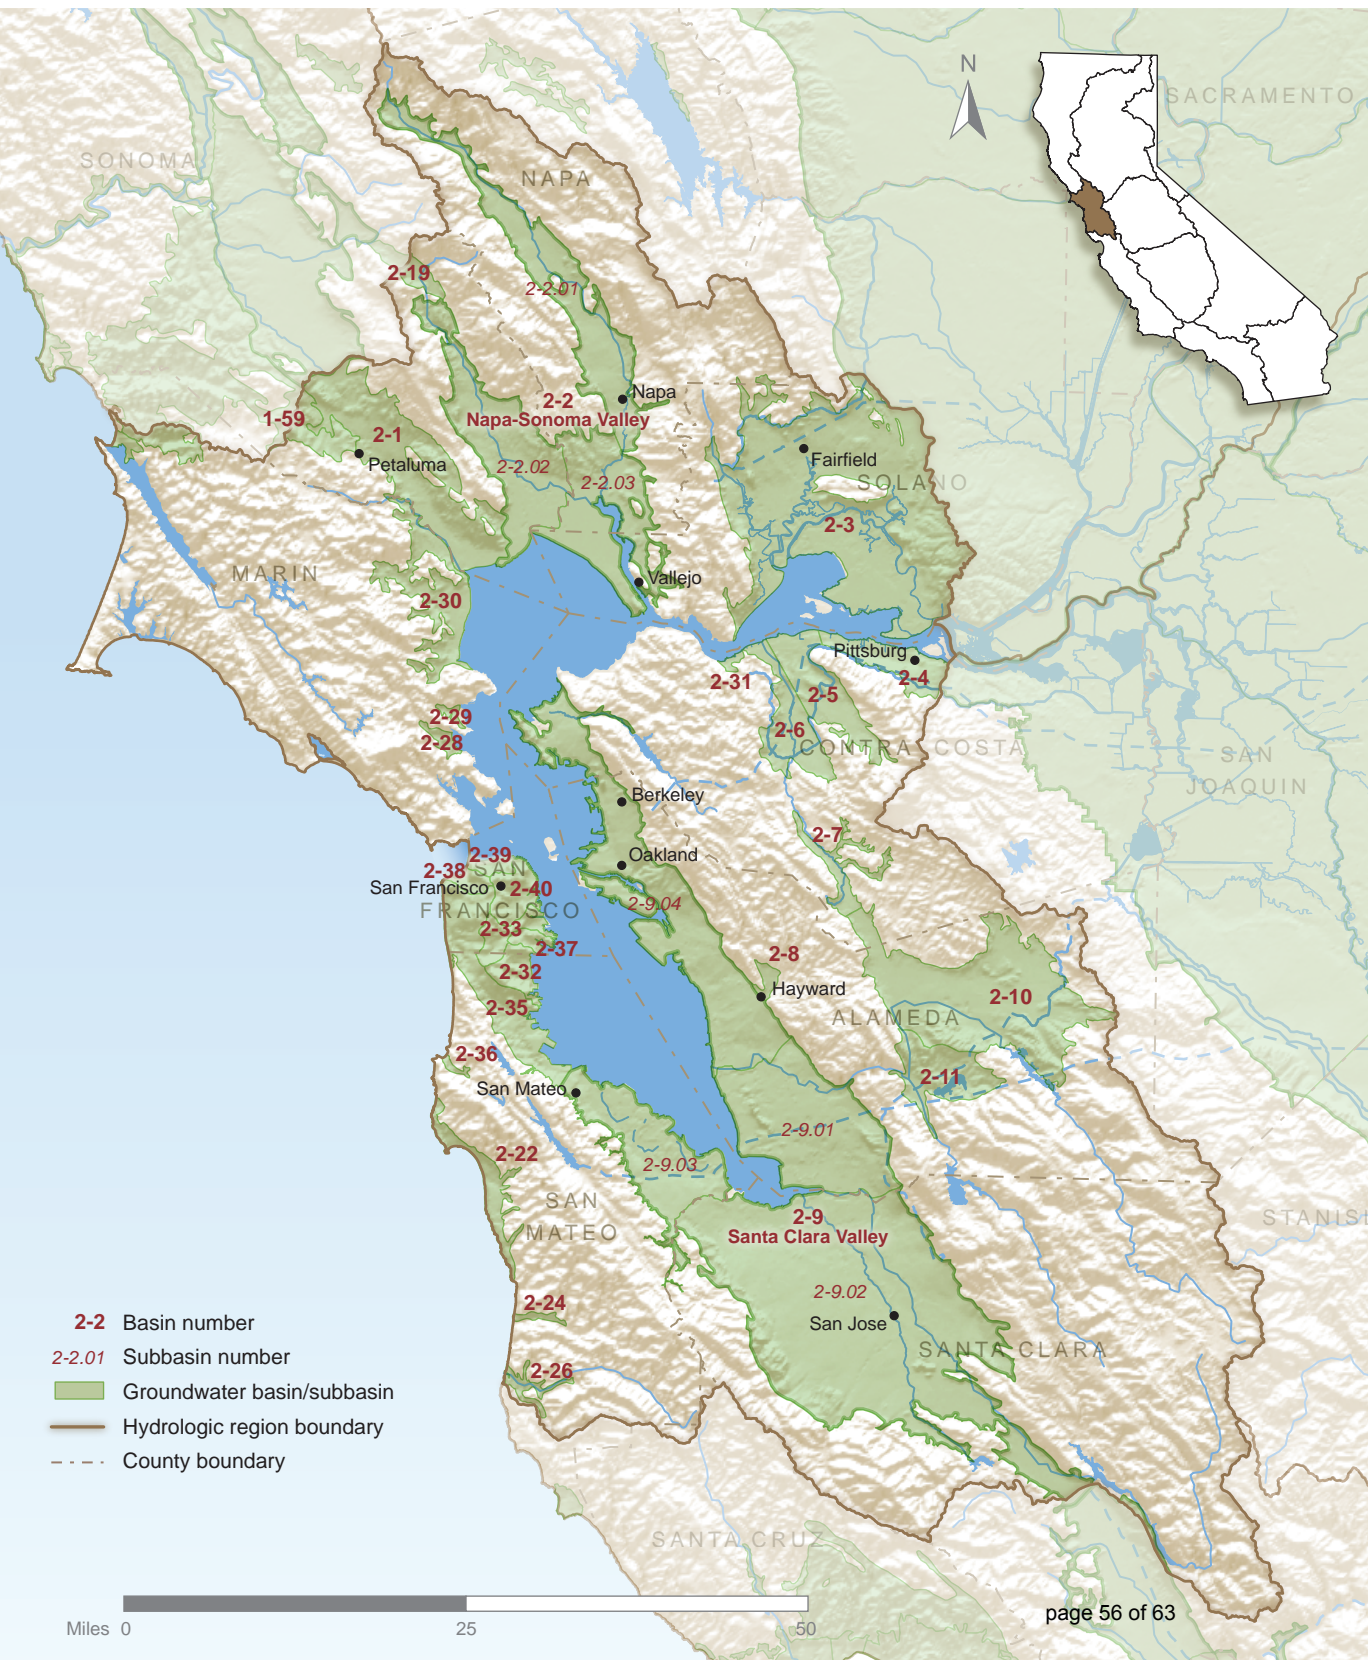 N
SACRAMENTO
SONOMA
NAPA
2-19
2-2.01
Napa
2-2
Napa-Sonoma Valley
1-59
2-1
Petaluma
2-2.02
2-2.03
Fairfield
SOLANO
2-3
MARIN
Vallejo
2-30
Pittsburg
2-4
2-31
2-5
2-29
2-6
2-28
CONTRA COSTA
SAN
JOAQUIN
Berkeley
2-7
2-39
Oakland
2-38
SAN
San Francisco
2-40
2-9.04
FRANCISCO
2-33
2-37
2-8
2-32
Hayward
2-10
2-35
ALAMEDA
2-36
2-11
San Mateo
2-9.01
2-22
2-9.03
SAN
MATEO
2-9
Santa Clara Valley
STANIS
2-9.02
2-24
San Jose
SANTA CLARA
2-26
2-2 Basin number
2-2.01 Subbasin number
Groundwater basin/subbasin
Hydrologic region boundary
County boundary
SANTA CRUZ
page 56 of 63
Miles 0 25 50